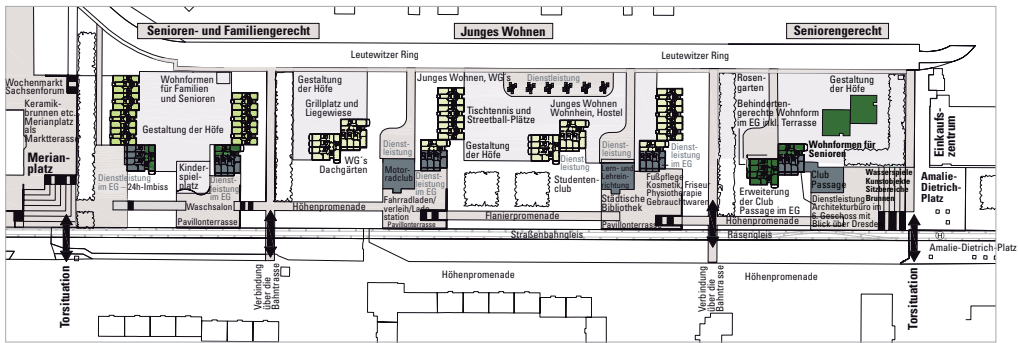 Senioren- und Familiengerecht
Junges Wohnen
Seniorengerecht
Leutewitzer Ring
Leutewitzer Ring
Wochenmarkt
Sachsenforum
Keramik-
brunnen etc.
Merianplatz
als
Marktterasse
Merian-
platz
Wohnformen
für Familien
und Senioren
Gestaltung der Höfe
Dienstleistung
im EG – 24h-Imbiss
Kinder-
spiel-
platz
Dienst-
leistung
im EG
Waschsalon
Pavillonterrasse
Gestaltung
der Höfe
Grillplatz und
Liegewiese
WG´s
Dachgärten
Höhenpromenade
Dienst-
leistung
Motor-
radclub
Fahrradladen/
verleih/Lade
station
Pavillonterrasse
Junges Wohnen, WG´s
Dienstleistung
Tischtennis und
Streetball-Plätze
Gestaltung
der Höfe
Dienst-
leistung
im EG
Junges Wohnen
Wohnheim, Hostel
Dienst-
leistung
Studenten-
club
Flanierpromenade
Dienst-
leistung
Lern- und
Lehrein-
richtung
Städtische
Bibliothek
Pavillonterrasse
Dienst-
leistung
im EG
Fußpflege
Kosmetik, Friseur
Physiotherapie
Gebrauchtwaren
Rosen-
garten
Behinderten-
gerechte Wohnform
im EG inkl. Terrasse
Gestaltung
der Höfe
Wohnformen für
Senioren
Club
Passage
Erweiterung
der Club
Passage im EG
Höhenpromenade
Dienstleistung
Architekturbüro im
6. Geschoss mit
Blick über Dresden
Wasserspiele
Kunstobjekte
Sitzbereiche
Brunnen
Einkaufs-
zentrum
Amalie-
Dietrich-
Platz
Straßenbahngleis
Rasengleis
H
Amalie-Dietrich-Platz
Torsituation
Verbindung
über die
Bahntrasse
Höhenpromenade
Verbindung
über die
Bahntrasse
Höhenpromenade
Torsituation